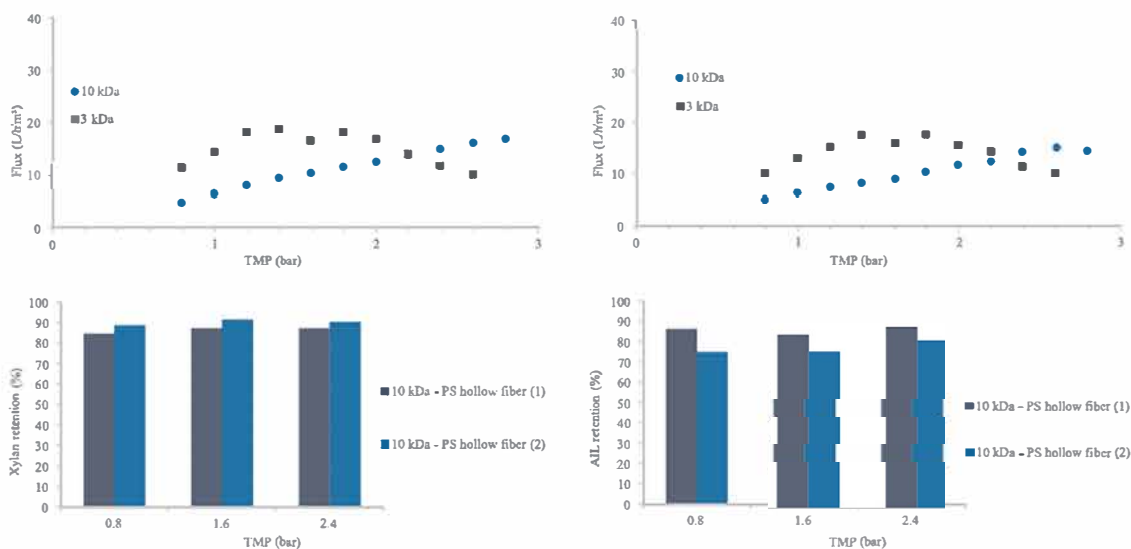 40
30
20
10
0
Flux (L/h/m²)
10 kDa
3 kDa
0
1
2
3
TMP (bar)
40
30
20
10
0
Flux (L/h/m²)
10 kDa
3 kDa
0
1
2
3
TMP (bar)
100
90
80
70
60
50
40
30
20
10
0
Xylan retention (%)
10 kDa - PS hollow fiber (1)
10 kDa - PS hollow fiber (2)
0.8
1.6
2.4
TMP (bar)
100
90
80
70
60
50
40
30
20
10
0
AIL retention (%)
10 kDa - PS hollow fiber (1)
10 kDa - PS hollow fiber (2)
0.8
1.6
2.4
TMP (bar)